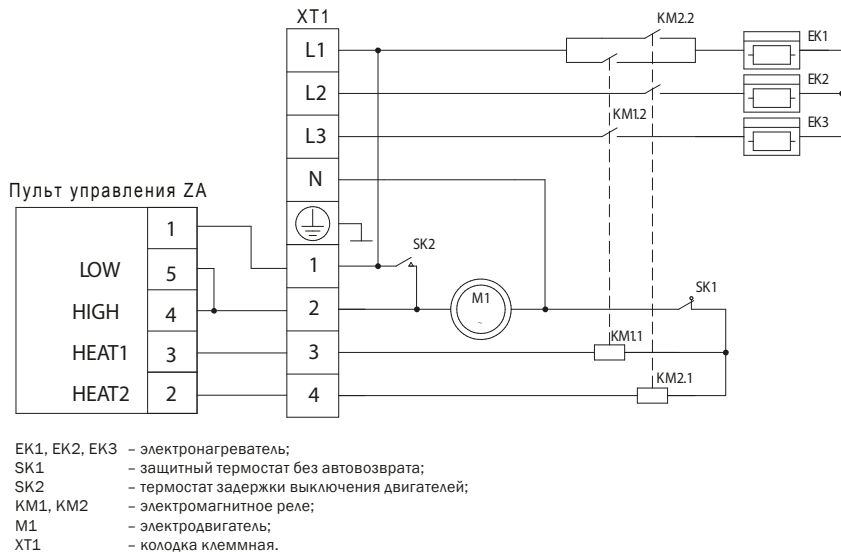 XT1
KM2.2
L1
EK1
L2
EK2
KM1.2
L3
EK3
N
Пульт управления ZA
1
1
SK2
LOW 5
HIGH 4
2
M1
~
SK1
HEAT1 3
3
KM1.1
HEAT2 2
4
KM2.1
EK1, EK2, EK3 – электронагреватель;
SK1 – защитный термостат без автовозврата;
SK2 – термостат задержки выключения двигателей;
KM1, KM2 – электромагнитное реле;
M1 – электродвигатель;
XT1 – колодка клеммная.